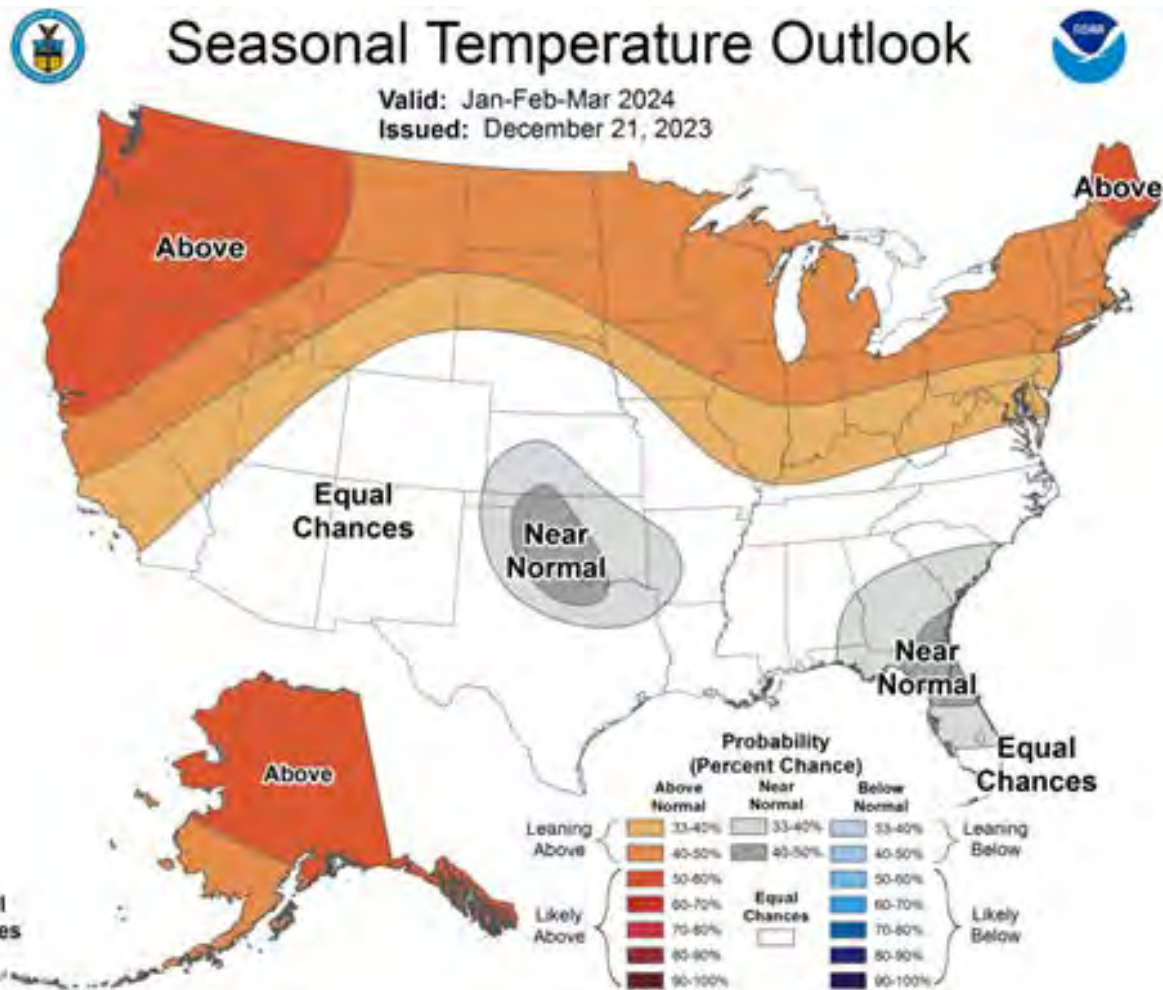 Seasonal Temperature Outlook
Valid: Jan-Feb-Mar 2024
Issued: December 21, 2023
NOAA
Above
Above
Equal
Chances
Near
Normal
Near
Normal
Equal
Chances
Above
Probability
(Percent Chance)
Above
Normal
Near
Normal
Below
Normal
Leaning
Above
33-40% 33-40% 33-40%
40-50% 40-50% 40-50%
Leaning
Below
Likely
Above
50-60% 50-60%
60-70% 60-70%
70-80% 70-80%
80-90% 80-90%
90-100% 90-100%
Equal
Chances
Likely
Below